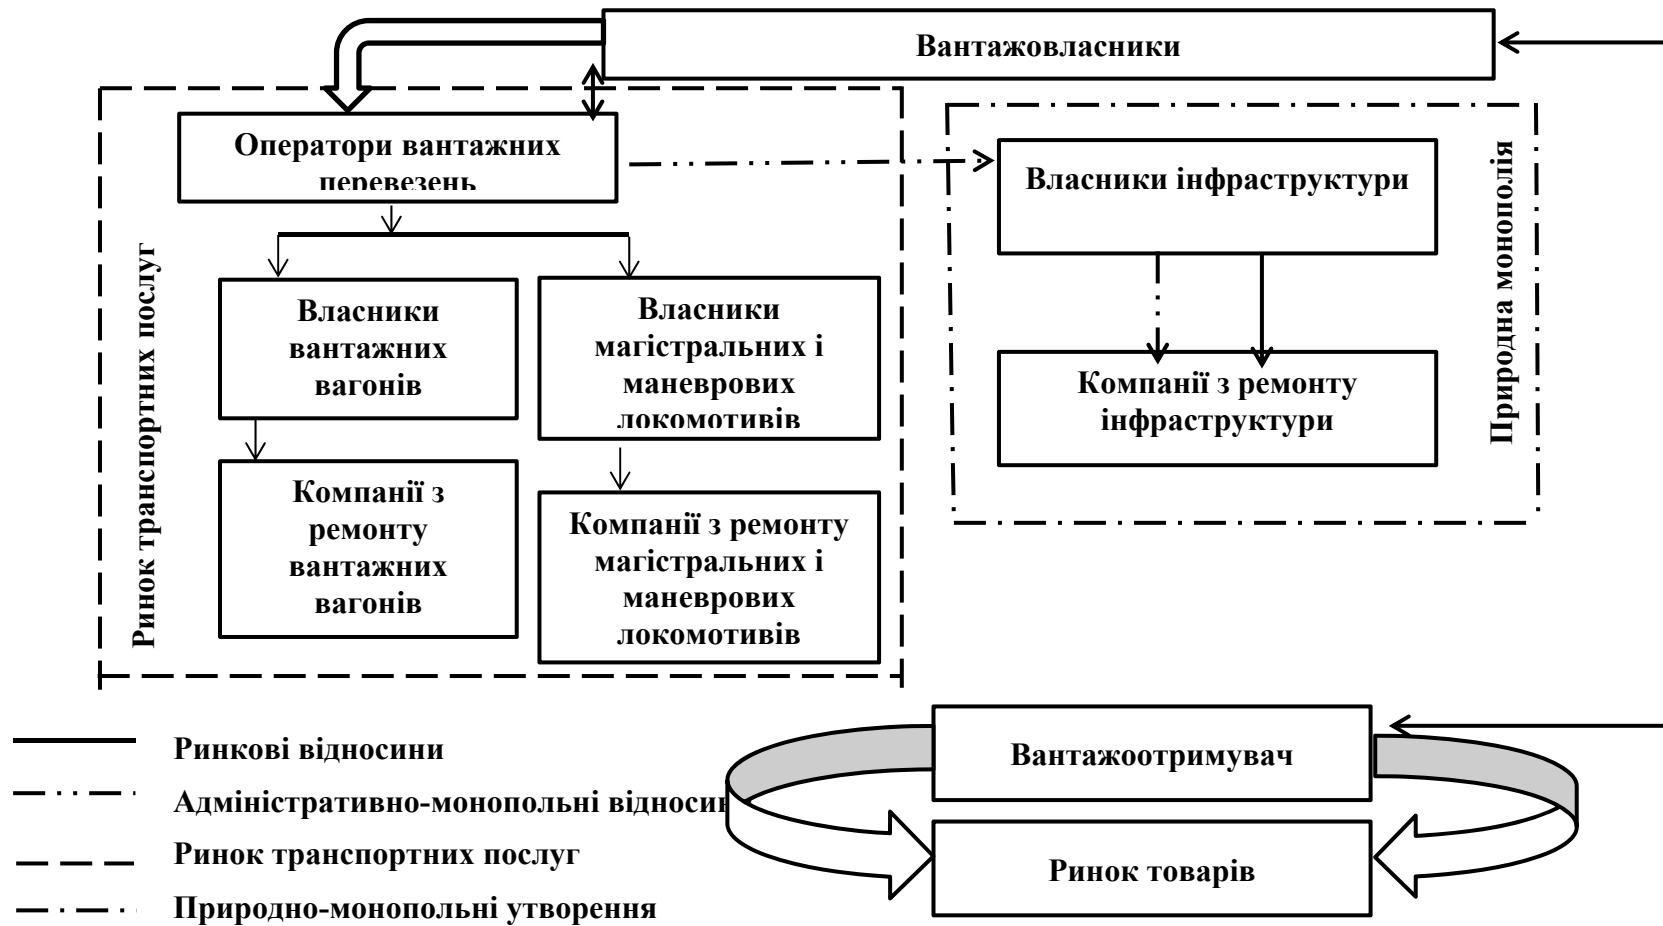 Вантажовласники
Оператори вантажних
перевезень
Власники інфраструктури
Природна монополія
Ринок транспортних послуг
Власники
вантажних
вагонів
Власники
магістральних і
маневрових
локомотивів
Компанії з ремонту
інфраструктури
Компанії з
ремонту
вантажних
вагонів
Компанії з ремонту
магістральних і
маневрових
локомотивів
Ринкові відносини
Адміністративно-монопольні відносин
Ринок транспортних послуг
Природно-монопольні утворення
Вантажоотримувач
Ринок товарів